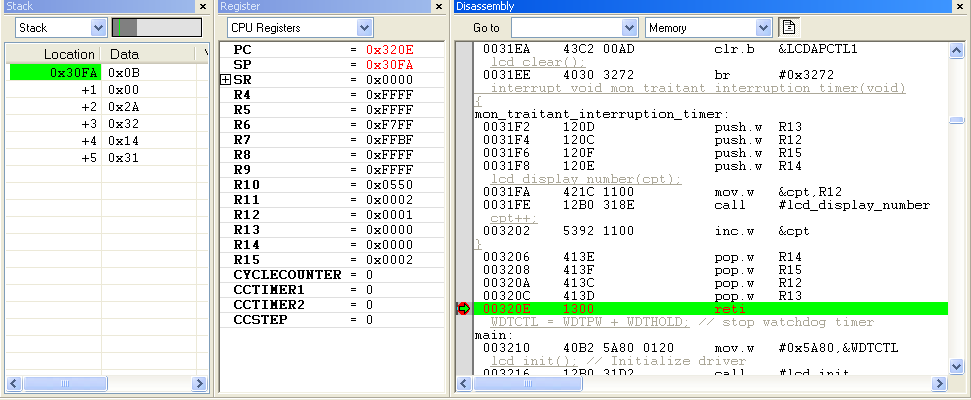 Stack
Stack
Location Data
0x30FA 0x0B
+1 0x00
+2 0x2A
+3 0x32
+4 0x14
+5 0x31
Register
CPU Registers
PC = 0x320E
SP = 0x30FA
SR = 0x0000
R4 = 0xFFFF
R5 = 0xFFFF
R6 = 0xF7FF
R7 = 0xFFBF
R8 = 0xFFFF
R9 = 0xFFFF
R10 = 0x0550
R11 = 0x0002
R12 = 0x0001
R13 = 0x0000
R14 = 0x0000
R15 = 0x0002
CYCLECOUNTER = 0
CCTIMER1 = 0
CCTIMER2 = 0
CCSTEP = 0
Disassembly
Go to Memory
0031EA 43C2 00AD clr.b &LCDAPCTL1
lcd_clear();
0031EE 4030 3272 br #0x3272
interrupt void mon_traitant_interruption_timer(void)
{
mon_traitant_interruption_timer:
0031F2 120D push.w R13
0031F4 120C push.w R12
0031F6 120F push.w R15
0031F8 120E push.w R14
lcd_display_number(cpt);
0031FA 421C 1100 mov.w &cpt,R12
0031FE 12B0 318E call #lcd_display_number
cpt++;
003202 5392 1100 inc.w &cpt
}
003206 413E pop.w R14
003208 413F pop.w R15
00320A 413C pop.w R12
00320C 413D pop.w R13
00320E 1300 reti
WDTCTL = WDTPW + WDTHOLD; // stop watchdog timer
main:
003210 40B2 5A80 0120 mov.w #0x5A80,&WDTCTL
lcd_init(); // Initialize driver
003216 12B0 31D2 call #lcd_init